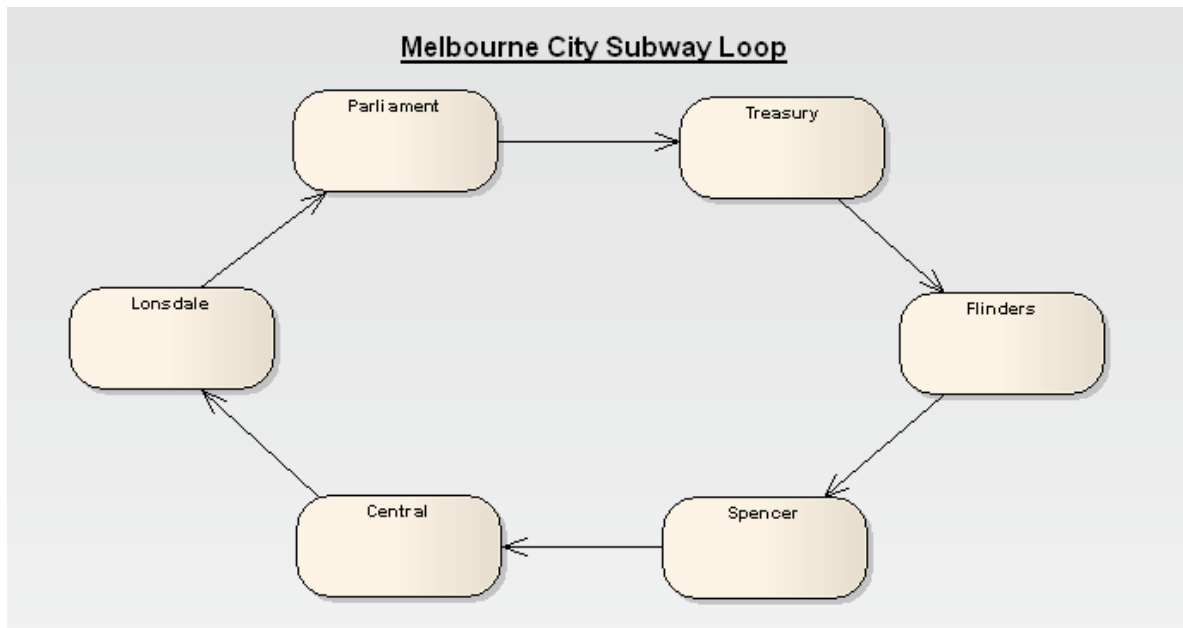 Melbourne City Subway Loop
Parliament
Treasury
Lonsdale
Flinders
Central
Spencer